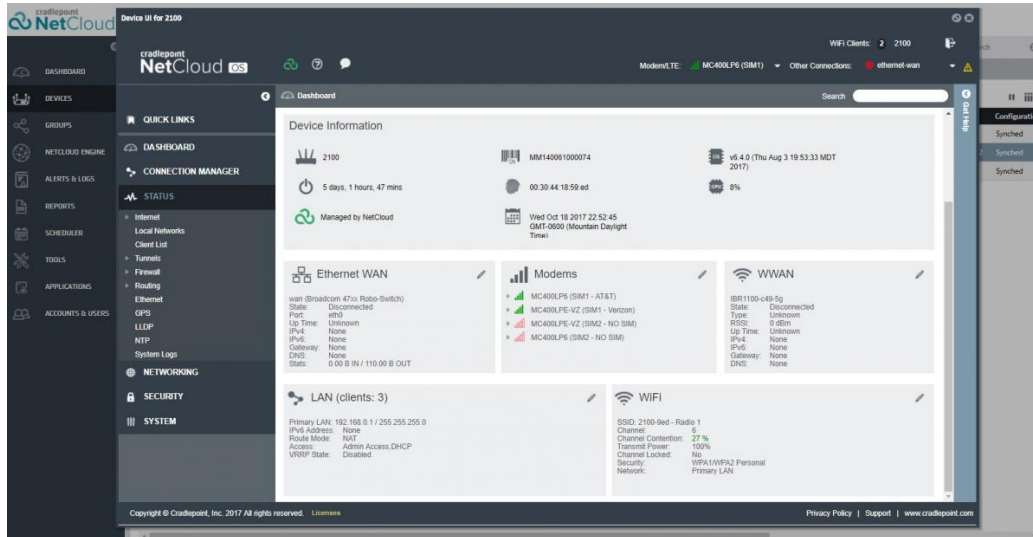 cradlepoint
NetCloud
Device UI for 2100
cradlepoint
NetCloud OS
WiFi Clients: 2 2100
Modem/LTE: MC400LP6 (SIM1) Other Connections: ethernet-wan
DASHBOARD
DEVICES
GROUPS
NETCLOUD ENGINE
ALERTS & LOGS
REPORTS
SCHEDULER
TOOLS
APPLICATIONS
ACCOUNTS & USERS
QUICK LINKS
DASHBOARD
CONNECTION MANAGER
STATUS
Internet
Local Networks
Client List
Tunnels
Firewall
Routing
Ethernet
GPS
LLDP
NTP
System Logs
NETWORKING
SECURITY
SYSTEM
Dashboard
Search
Get Help
Device Information
2100
MM140061000074
v6.4.0 (Thu Aug 3 19:53:33 MDT
2017)
5 days, 1 hours, 47 mins
00:30:44:18:59:ed
CPU
8%
Managed by NetCloud
Wed Oct 18 2017 22:52:45
GMT-0600 (Mountain Daylight
Time)
Ethernet WAN
wan (Broadcom 47xx Robo-Switch)
State: Disconnected
Port: eth0
Up Time: Unknown
IPv4: None
IPv6: None
Gateway: None
DNS: None
Stats: 0.00 B IN / 110.00 B OUT
Modems
MC400LP6 (SIM1 - AT&T)
MC400LPE-VZ (SIM1 - Verizon)
MC400LPE-VZ (SIM2 - NO SIM)
MC400LP6 (SIM2 - NO SIM)
WWAN
IBR1100-c49-5g
State: Disconnected
Type: Unknown
RSSI: 0 dBm
Up Time: Unknown
IPv4: None
IPv6: None
Gateway: None
DNS: None
LAN (clients: 3)
Primary LAN: 192.168.0.1 / 255.255.255.0
IPv6 Address: None
Route Mode: NAT
Access: Admin Access,DHCP
VRRP State: Disabled
WiFi
SSID: 2100-9ed - Radio 1
Channel: 6
Channel Contention: 27 %
Transmit Power: 100%
Channel Locked: No
Security: WPA1/WPA2 Personal
Network: Primary LAN
Configurati
Synched
Synched
Synched
Copyright © Cradlepoint, Inc. 2017 All rights reserved. Licenses
Privacy Policy | Support | www.cradlepoint.com